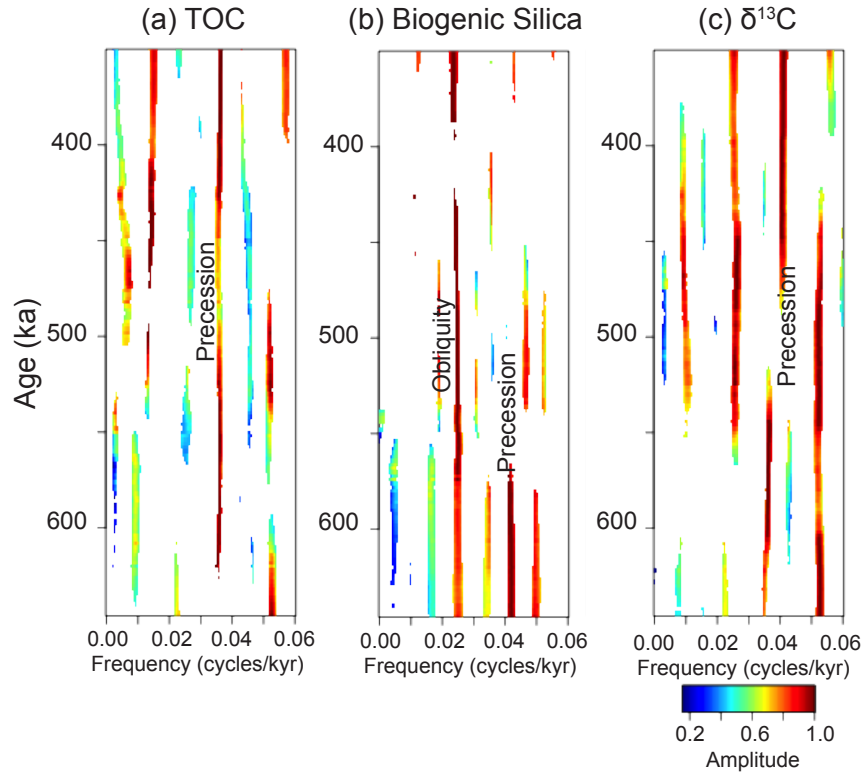 (a) TOC
(b) Biogenic Silica
(c) δ¹³C
Age (ka)
400
500
600
Precession
0.00 0.02 0.04 0.06
Frequency (cycles/kyr)
400
500
600
Obliquity
Precession
0.00 0.02 0.04 0.06
Frequency (cycles/kyr)
400
500
600
Precession
0.00 0.02 0.04 0.06
Frequency (cycles/kyr)
0.2 0.6 1.0
Amplitude